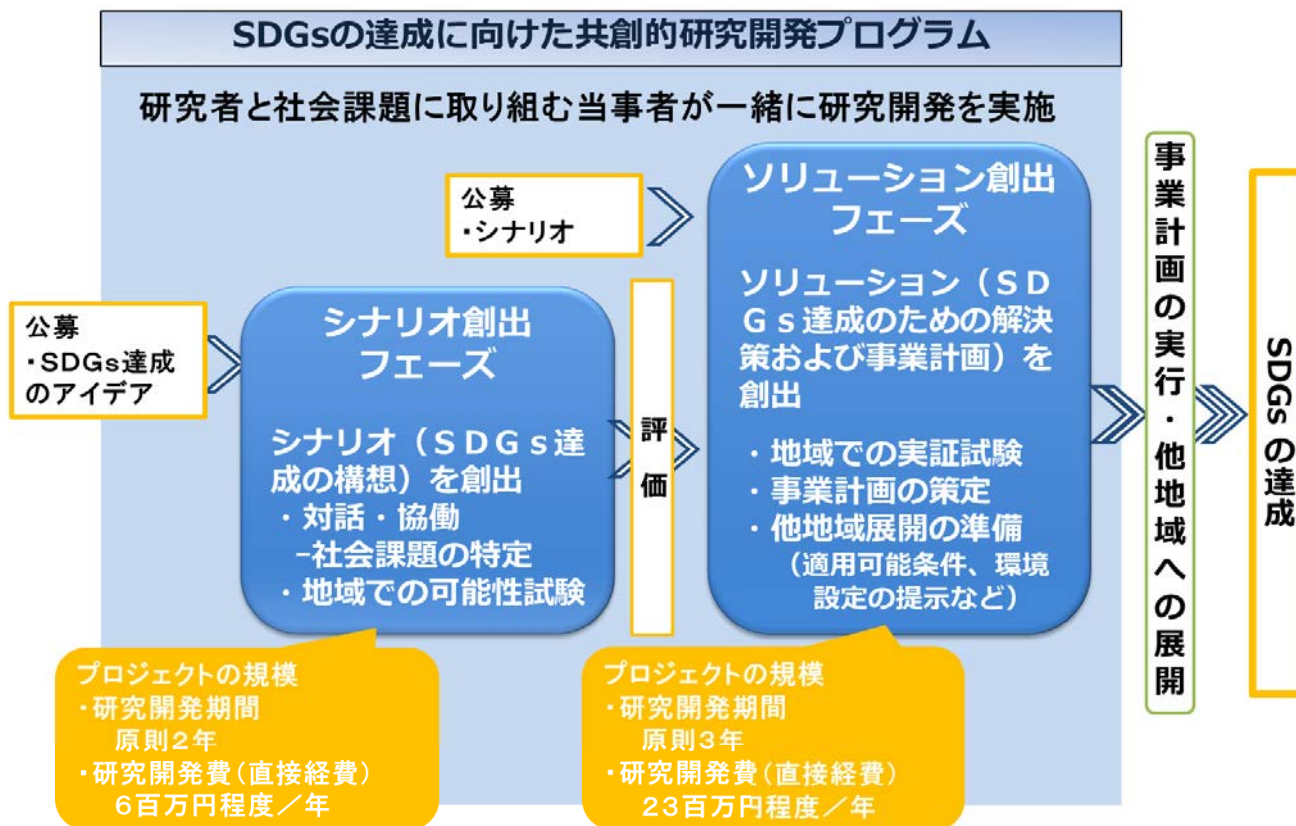 SDGsの達成に向けた共創的研究開発プログラム
研究者と社会課題に取り組む当事者が一緒に研究開発を実施
公募
・SDGs達成
のアイデア
シナリオ創出
フェーズ
シナリオ（ＳＤＧｓ達
成の構想）を創出
・対話・協働
－社会課題の特定
・地域での可能性試験
プロジェクトの規模
・研究開発期間
原則２年
・研究開発費（直接経費）
６百万円程度／年
評価
公募
・シナリオ
ソリューション創出
フェーズ
ソリューション（ＳＤ
Ｇｓ達成のための解決
策および事業計画）を
創出
・地域での実証試験
・事業計画の策定
・他地域展開の準備
（適用可能条件、環境
設定の提示など）
プロジェクトの規模
・研究開発期間
原則３年
・研究開発費（直接経費）
２３百万円程度／年
事業計画の実行・他地域への展開
SDGsの達成